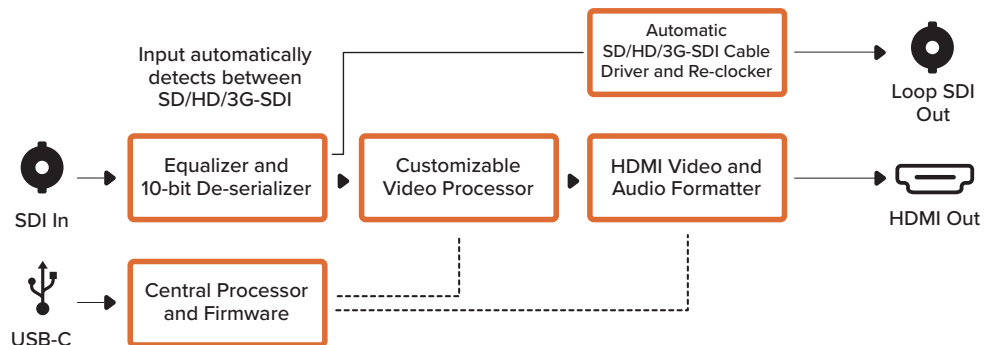 Input automatically
detects between
SD/HD/3G-SDI
Automatic
SD/HD/3G-SDI Cable
Driver and Re-clocker
Loop SDI
Out
SDI In
Equalizer and
10-bit De-serializer
Customizable
Video Processor
HDMI Video and
Audio Formatter
HDMI Out
USB-C
Central Processor
and Firmware